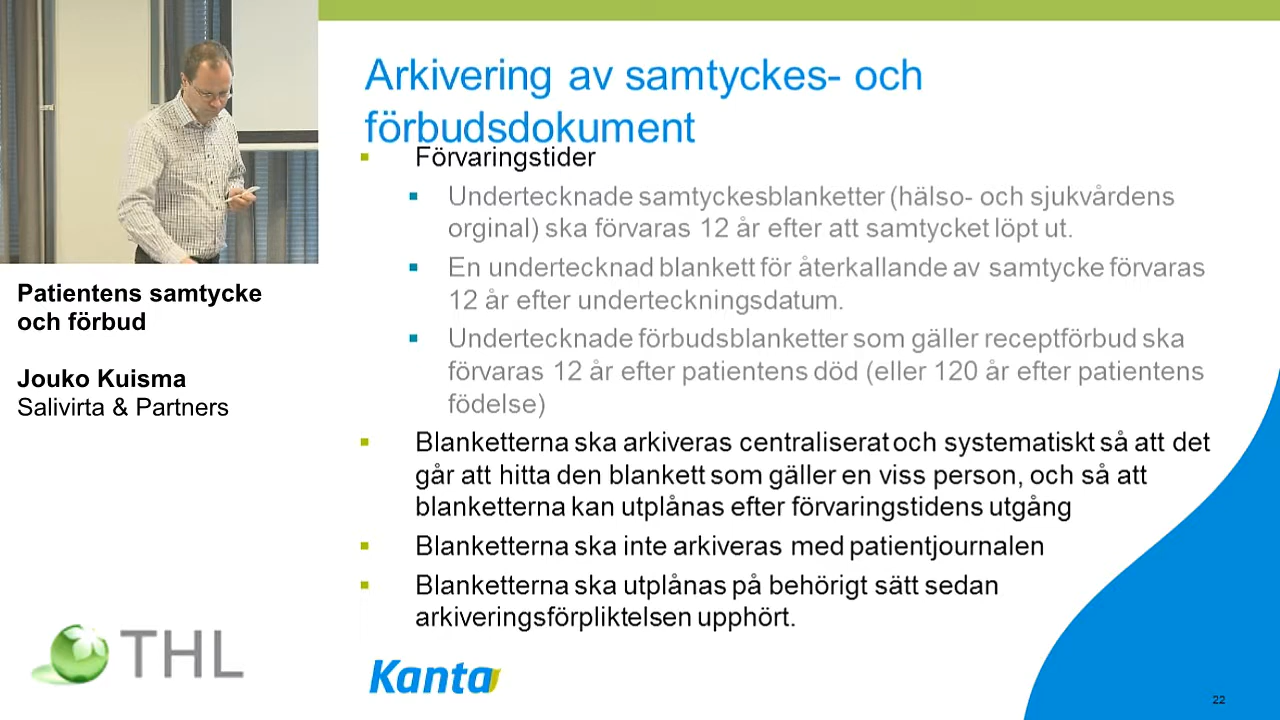 Patientens samtycke
och förbud
Jouko Kuisma
Salivirta & Partners
THL
Arkivering av samtyckes- och
förbudsdokument
Förvaringstider
Undertecknade samtyckesblanketter (hälso- och sjukvårdens
orginal) ska förvaras 12 år efter att samtycket löpt ut.
En undertecknad blankett för återkallande av samtycke förvaras
12 år efter underteckningsdatum.
Undertecknade förbudsblanketter som gäller receptförbud ska
förvaras 12 år efter patientens död (eller 120 år efter patientens
födelse)
Blanketterna ska arkiveras centraliserat och systematiskt så att det
går att hitta den blankett som gäller en viss person, och så att
blanketterna kan utplånas efter förvaringstidens utgång
Blanketterna ska inte arkiveras med patientjournalen
Blanketterna ska utplånas på behörigt sätt sedan
arkiveringsförpliktelsen upphört.
Kanta
22